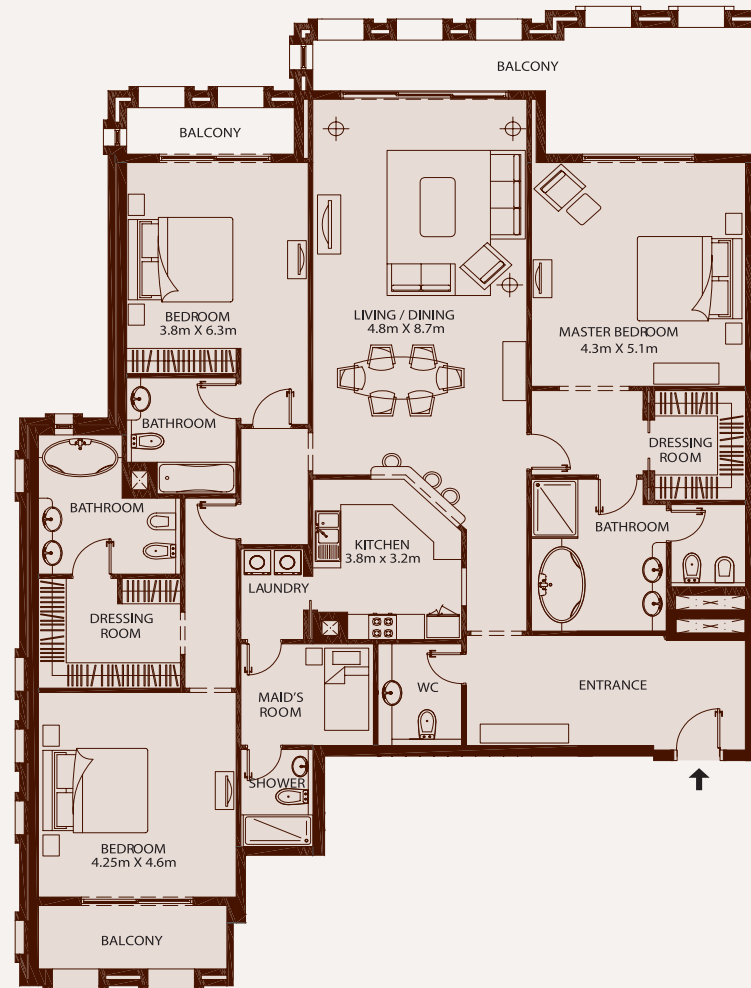 BALCONY
BALCONY
BEDROOM
3.8m X 6.3m
LIVING / DINING
4.8m X 8.7m
MASTER BEDROOM
4.3m X 5.1m
BATHROOM
DRESSING
ROOM
BATHROOM
BATHROOM
KITCHEN
3.8m x 3.2m
LAUNDRY
DRESSING
ROOM
MAID'S
ROOM
WC
ENTRANCE
SHOWER
BEDROOM
4.25m X 4.6m
BALCONY